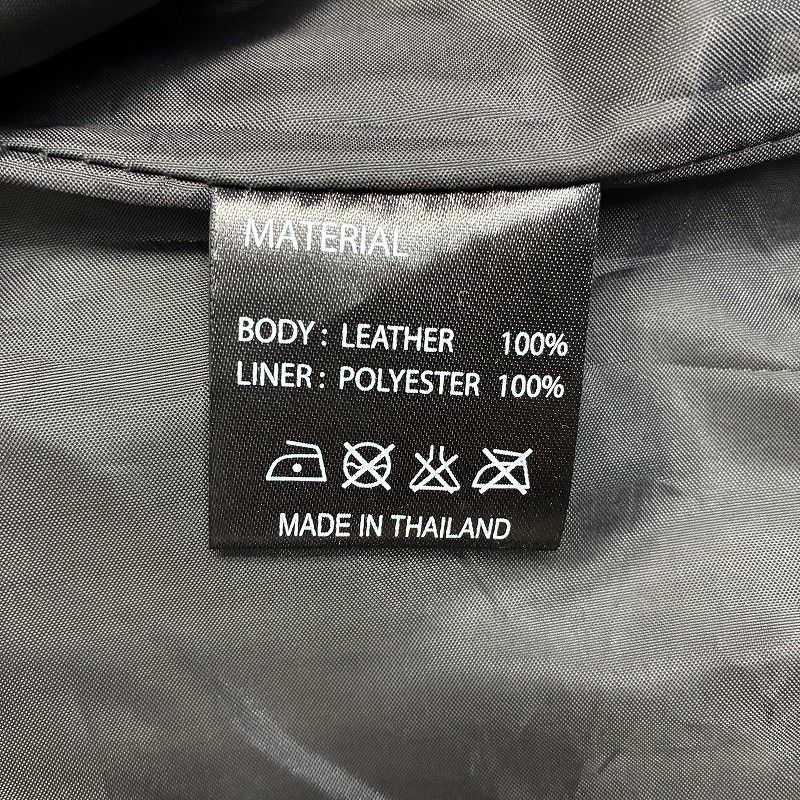 MATERIAL
BODY : LEATHER 100%
LINER : POLYESTER 100%
MADE IN THAILAND